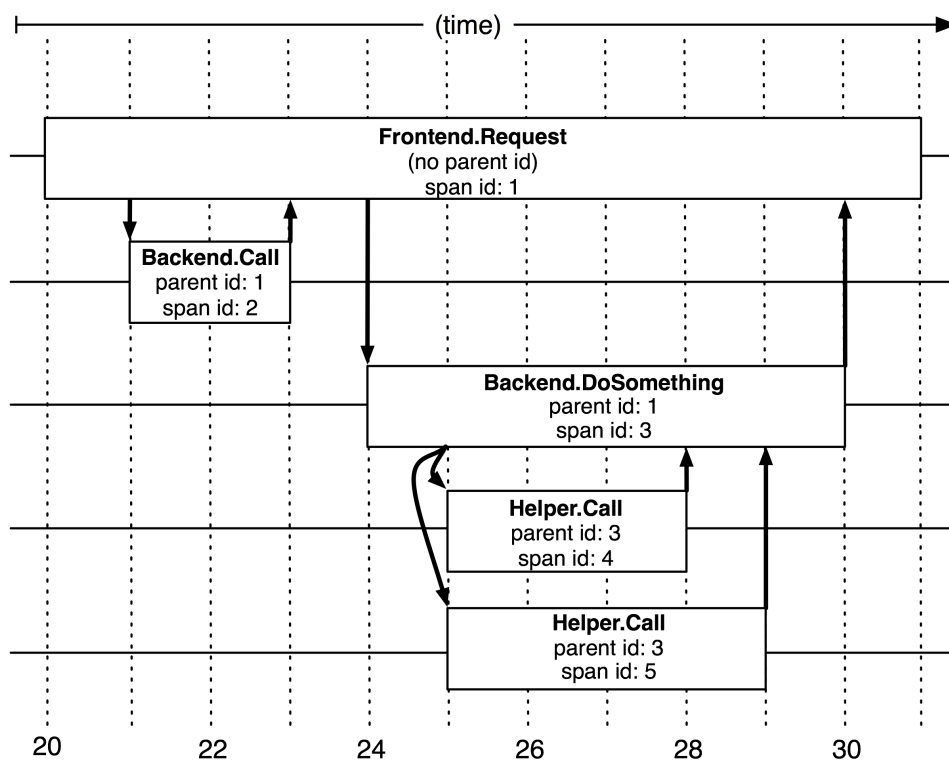 (time)
Frontend.Request
(no parent id)
span id: 1
Backend.Call
parent id: 1
span id: 2
Backend.DoSomething
parent id: 1
span id: 3
Helper.Call
parent id: 3
span id: 4
Helper.Call
parent id: 3
span id: 5
20 22 24 26 28 30